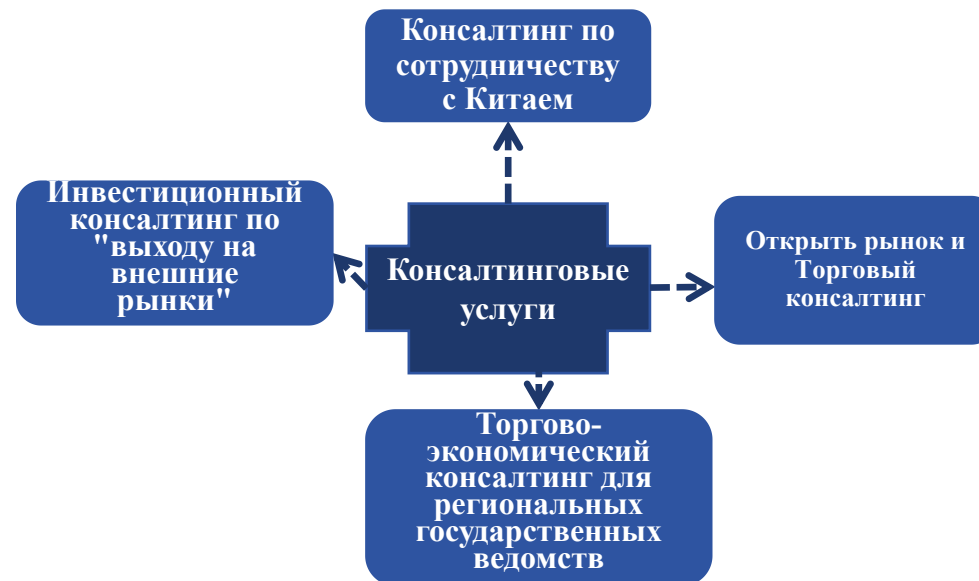 Консалтинг по
сотрудничеству
с Китаем
Инвестиционный
консалтинг по
"выходу на
внешние
рынки"
Консалтинговые
услуги
Открыть рынок и
Торговый
консалтинг
Торгово-
экономический
консалтинг для
региональных
государственных
ведомств